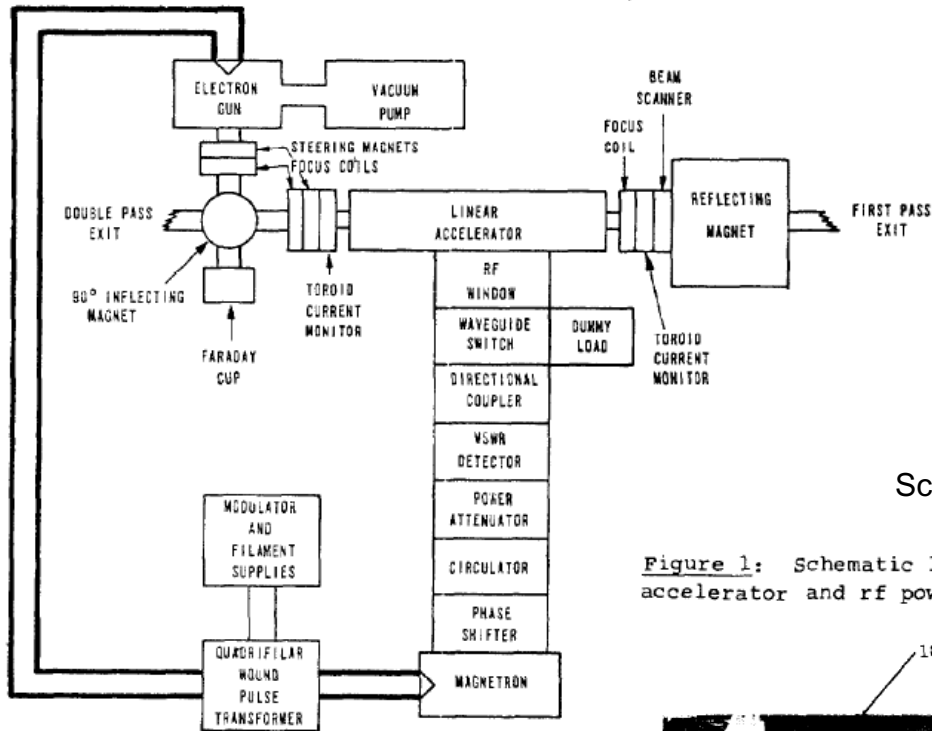 ELECTRON
GUN
VACUUM
PUMP
BEAM
SCANNER
FOCUS
COIL
STEERING MAGNETS
FOCUS COILS
DOUBLE PASS
EXIT
LINEAR
ACCELERATOR
REFLECTING
MAGNET
FIRST PASS
EXIT
90° INFLECTING
MAGNET
TOROID
CURRENT
MONITOR
FARADAY
CUP
RF
WINDOW
WAVEGUIDE
SWITCH
DUMMY
LOAD
TOROID
CURRENT
MONITOR
DIRECTIONAL
COUPLER
VSWR
DETECTOR
POWER
ATTENUATOR
CIRCULATOR
PHASE
SHIFTER
MODULATOR
AND
FILAMENT
SUPPLIES
QUADRIFILAR
WOUND
PULSE
TRANSFORMER
MAGNETRON
Sc
Figure 1: Schematic
accelerator and rf pow
18